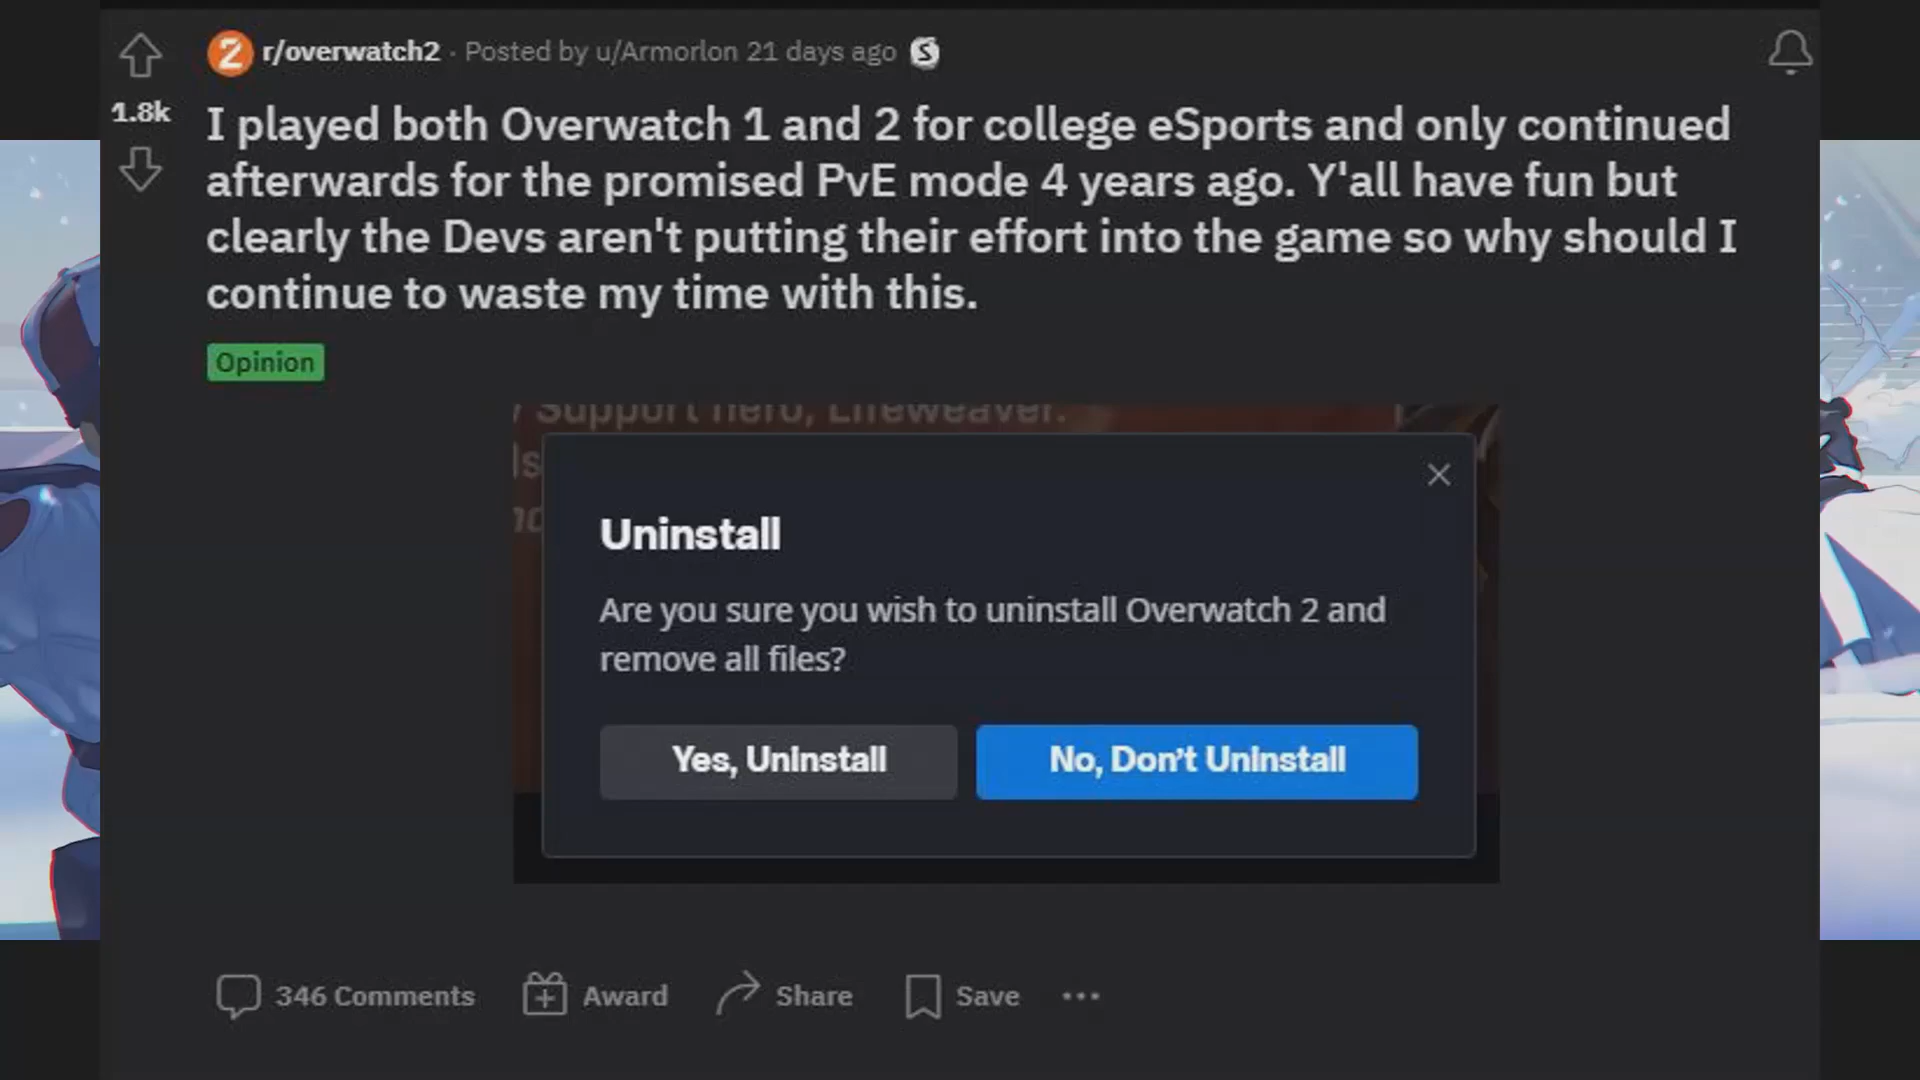 r/overwatch2 · Posted by u/Armorlon 21 days ago
1.8k
I played both Overwatch 1 and 2 for college eSports and only continued
afterwards for the promised PvE mode 4 years ago. Y'all have fun but
clearly the Devs aren't putting their effort into the game so why should I
continue to waste my time with this.
Opinion
Support hero, Lifeweaver.
Uninstall
Are you sure you wish to uninstall Overwatch 2 and
remove all files?
Yes, Uninstall
No, Don't Uninstall
346 Comments
Award
Share
Save